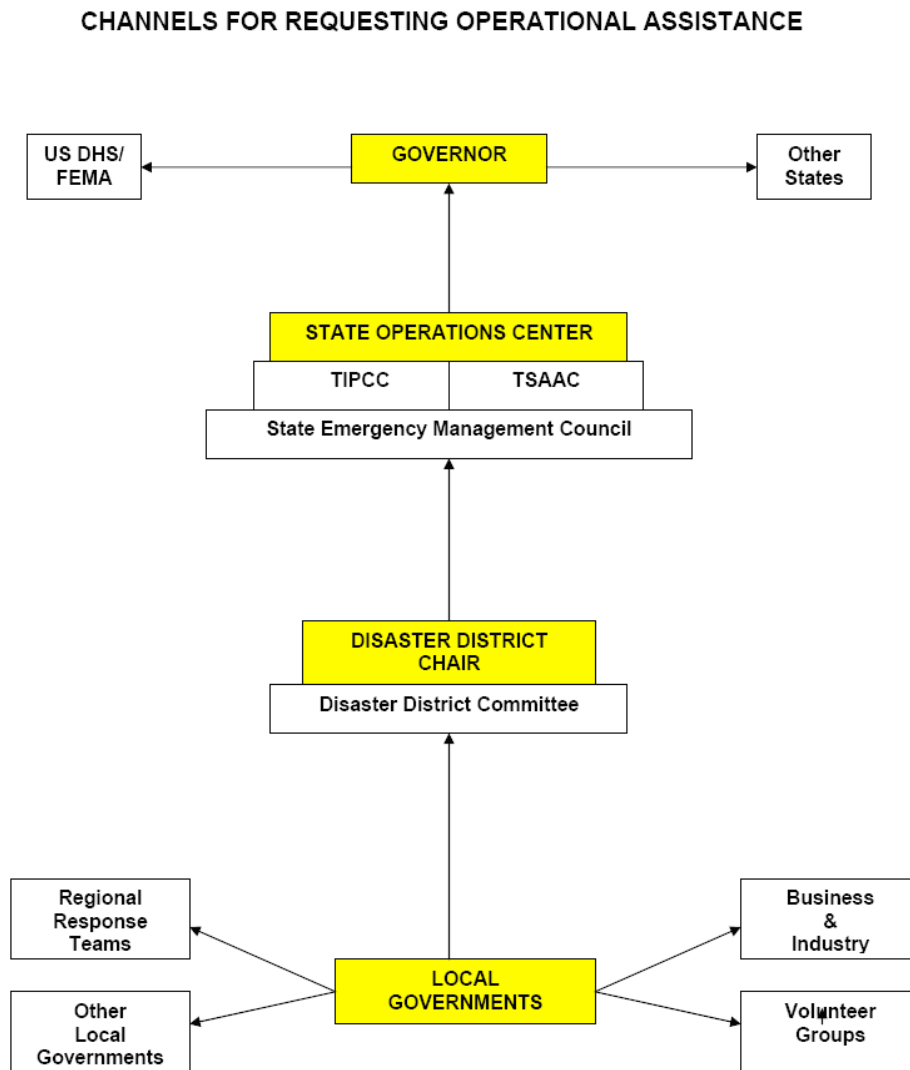 CHANNELS FOR REQUESTING OPERATIONAL ASSISTANCE
US DHS/
FEMA
GOVERNOR
Other
States
STATE OPERATIONS CENTER
TIPCC
TSAAC
State Emergency Management Council
DISASTER DISTRICT
CHAIR
Disaster District Committee
Regional
Response
Teams
Business
&
Industry
LOCAL
GOVERNMENTS
Other
Local
Governments
Volunteer
Groups